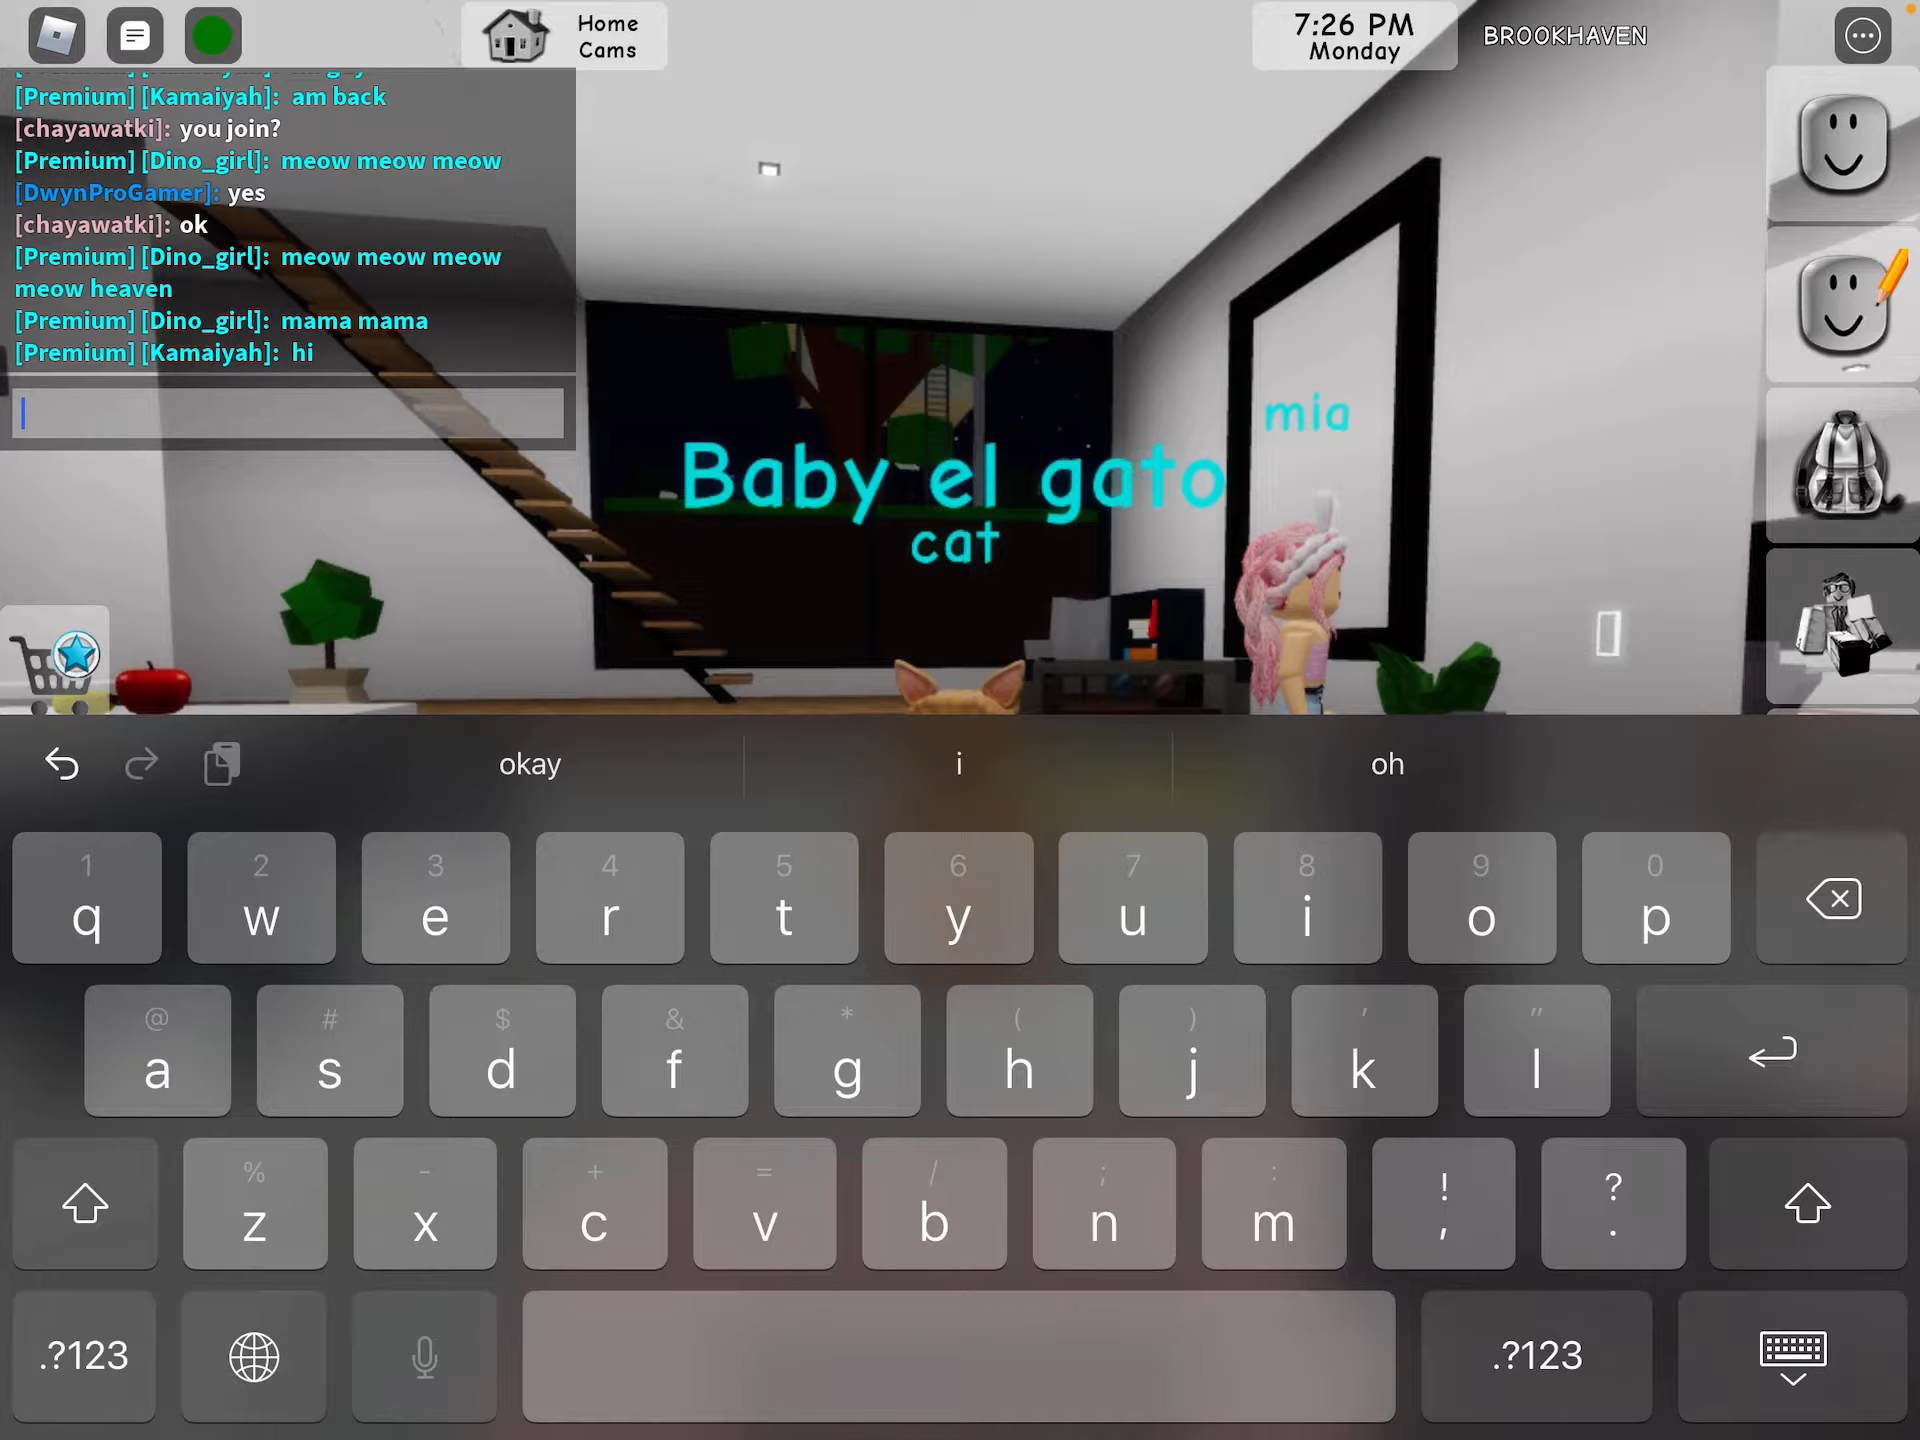 Home
Cams
7:26 PM
Monday
BROOKHAVEN
[Premium] [Kamaiyah]: am back
[chayawatki]: you join?
[Premium] [Dino_girl]: meow meow meow
[DwynProGamer]: yes
[chayawatki]: ok
[Premium] [Dino_girl]: meow meow meow
meow heaven
[Premium] [Dino_girl]: mama mama
[Premium] [Kamaiyah]: hi
mia
Baby el gato
cat
okay i oh
1 2 3 4 5 6 7 8 9 0
q w e r t y u i o p
@ # $ & * ( ) ' "
a s d f g h j k l
% - + = / ; : ! ?
z x c v b n m , .
.?123 .?123